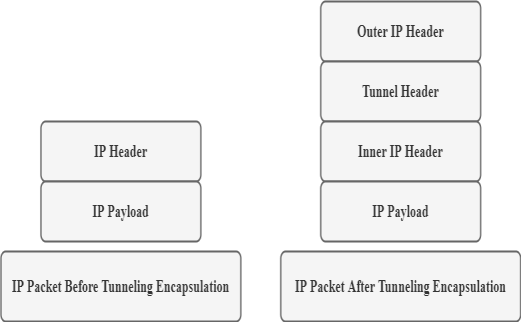 IP Header
IP Payload
IP Packet Before Tunneling Encapsulation
Outer IP Header
Tunnel Header
Inner IP Header
IP Payload
IP Packet After Tunneling Encapsulation